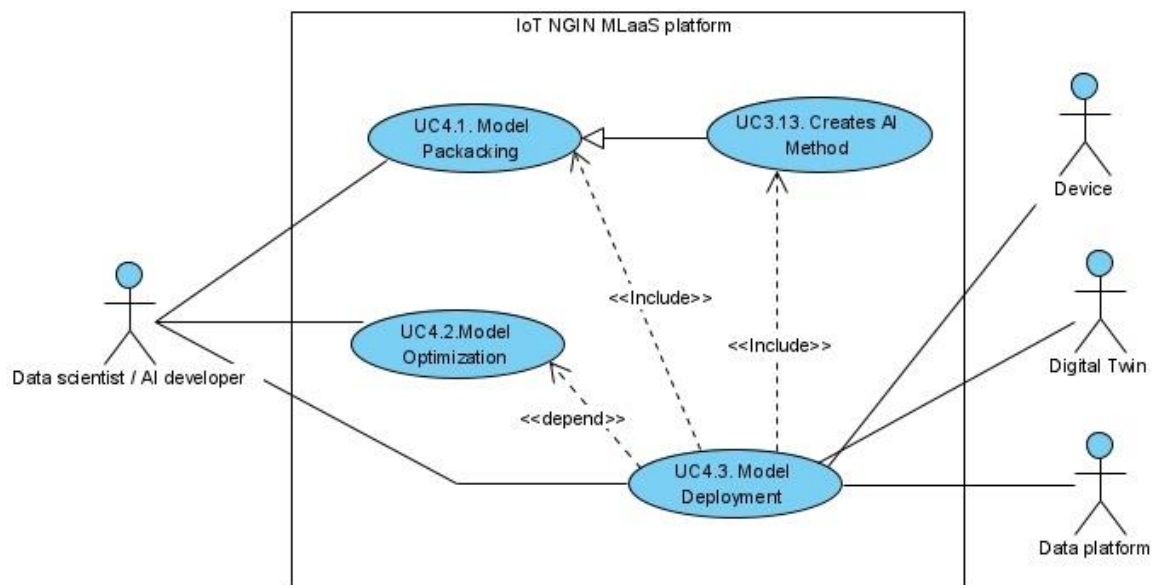 IoT NGIN MLaaS platform
UC4.1. Model
Packacking
UC3.13. Creates AI
Method
Device
<<Include>>
<<Include>>
Data scientist / AI developer
UC4.2.Model
Optimization
Digital Twin
<<depend>>
UC4.3. Model
Deployment
Data platform